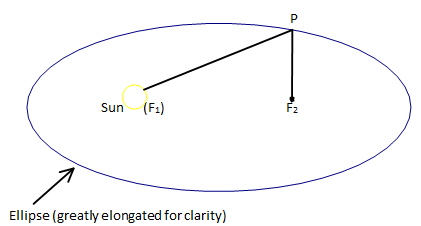 P
Sun (F₁)
F₂
Ellipse (greatly elongated for clarity)